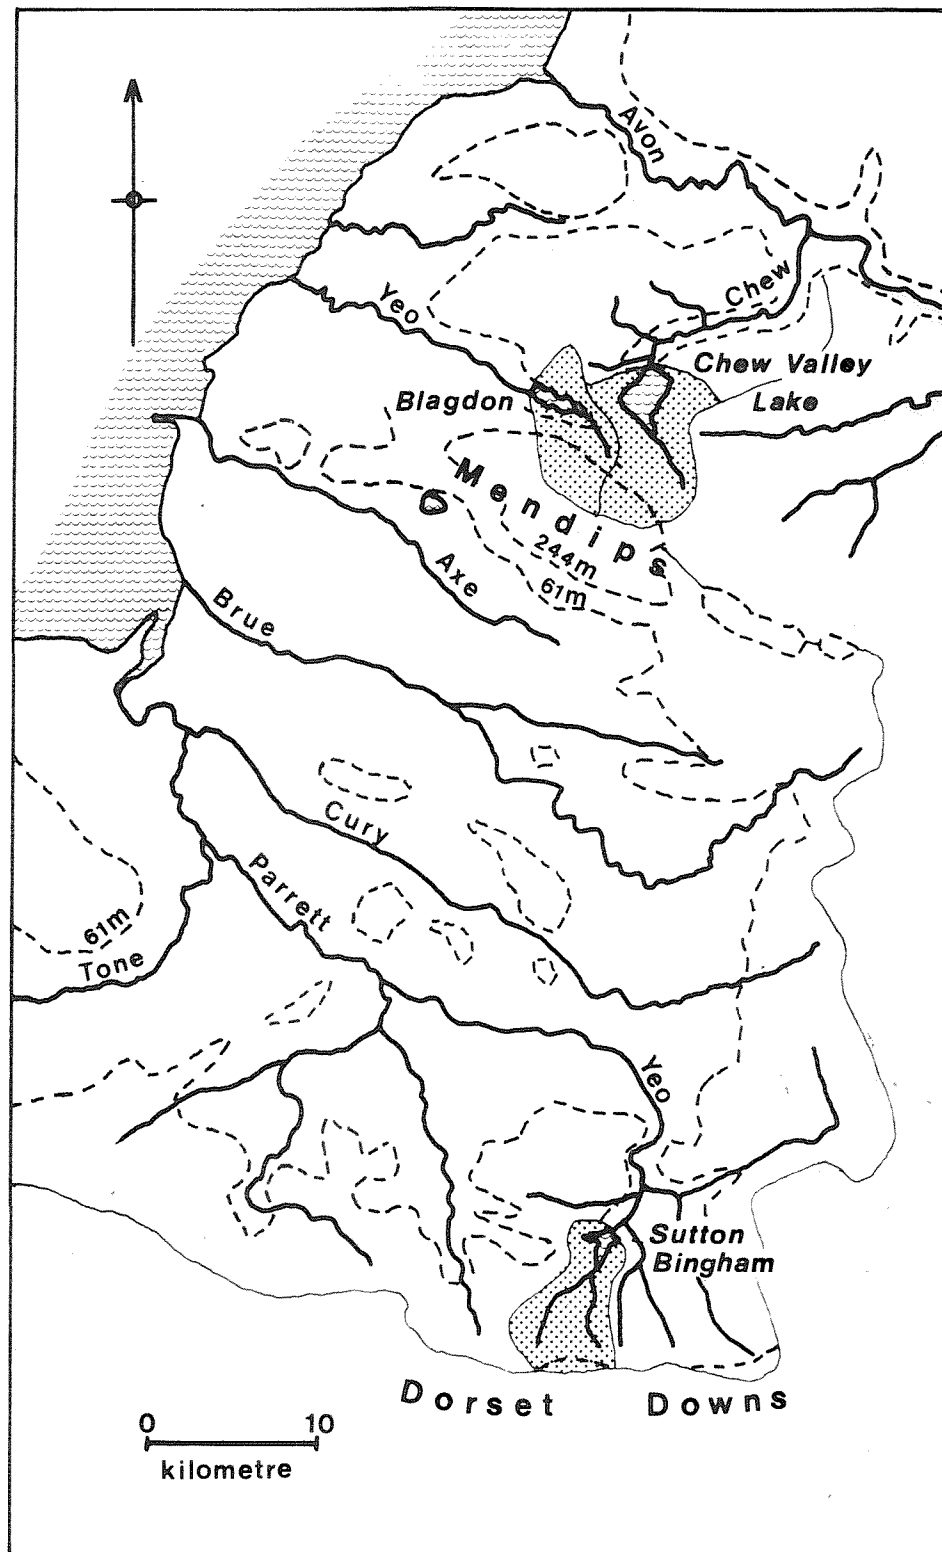 Avon
Chew
Yeo
Chew Valley
Lake
Blagdon
Mendips
244m
61m
Axe
Brue
Cury
Parrett
61m
Tone
Yeo
Sutton
Bingham
Dorset Downs
0 10
kilometre